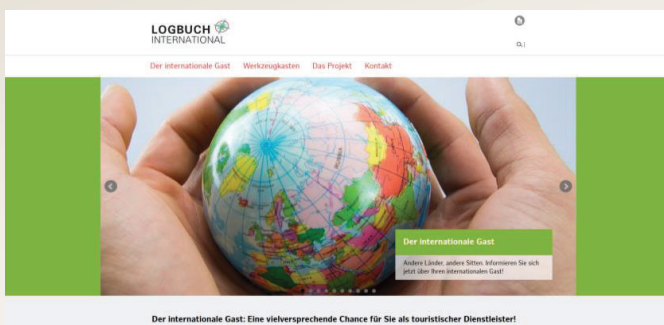 LOGBUCH
INTERNATIONAL
Der internationale Gast Werkzeugkasten Das Projekt Kontakt
RUSSIA
Der internationale Gast
Andere Länder, andere Sitten. Informieren Sie sich
jetzt über Ihren internationalen Gast!
Der internationale Gast: Eine vielversprechende Chance für Sie als touristischer Dienstleister!